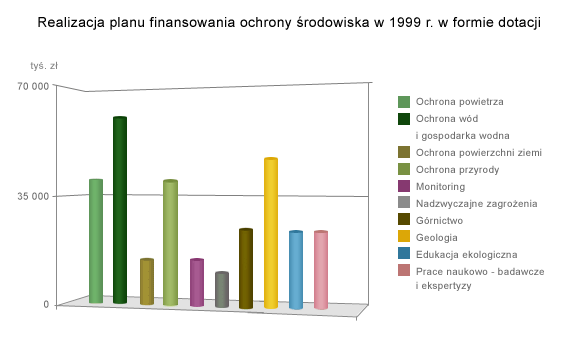 Realizacja planu finansowania ochrony środowiska w 1999 r. w formie dotacji
tyś. zł
70 000
35 000
0
Ochrona powietrza
Ochrona wód
i gospodarka wodna
Ochrona powierzchni ziemi
Ochrona przyrody
Monitoring
Nadzwyczajne zagrożenia
Górnictwo
Geologia
Edukacja ekologiczna
Prace naukowo - badawcze
i ekspertyzy